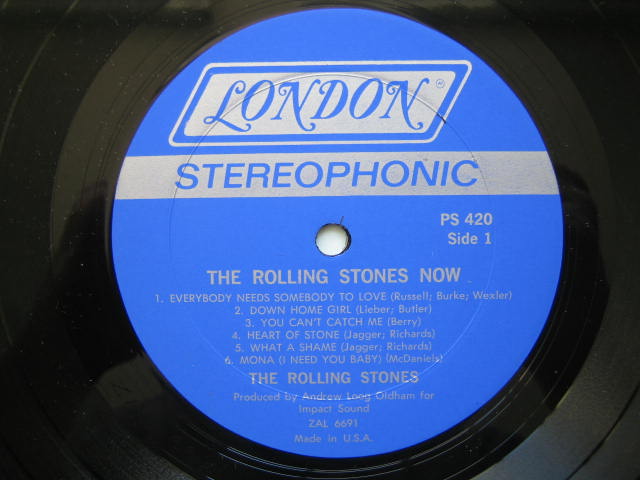 LONDON
STEREOPHONIC
PS 420
Side 1
THE ROLLING STONES NOW
1. EVERYBODY NEEDS SOMEBODY TO LOVE (Russell; Burke; Wexler)
2. DOWN HOME GIRL (Lieber; Butler)
3. YOU CAN'T CATCH ME (Berry)
4. HEART OF STONE (Jagger; Richards)
5. WHAT A SHAME (Jagger; Richards)
6. MONA (I NEED YOU BABY) (McDaniels)
THE ROLLING STONES
Produced by Andrew Loog Oldham for
Impact Sound
ZAL 6691
Made in U.S.A.